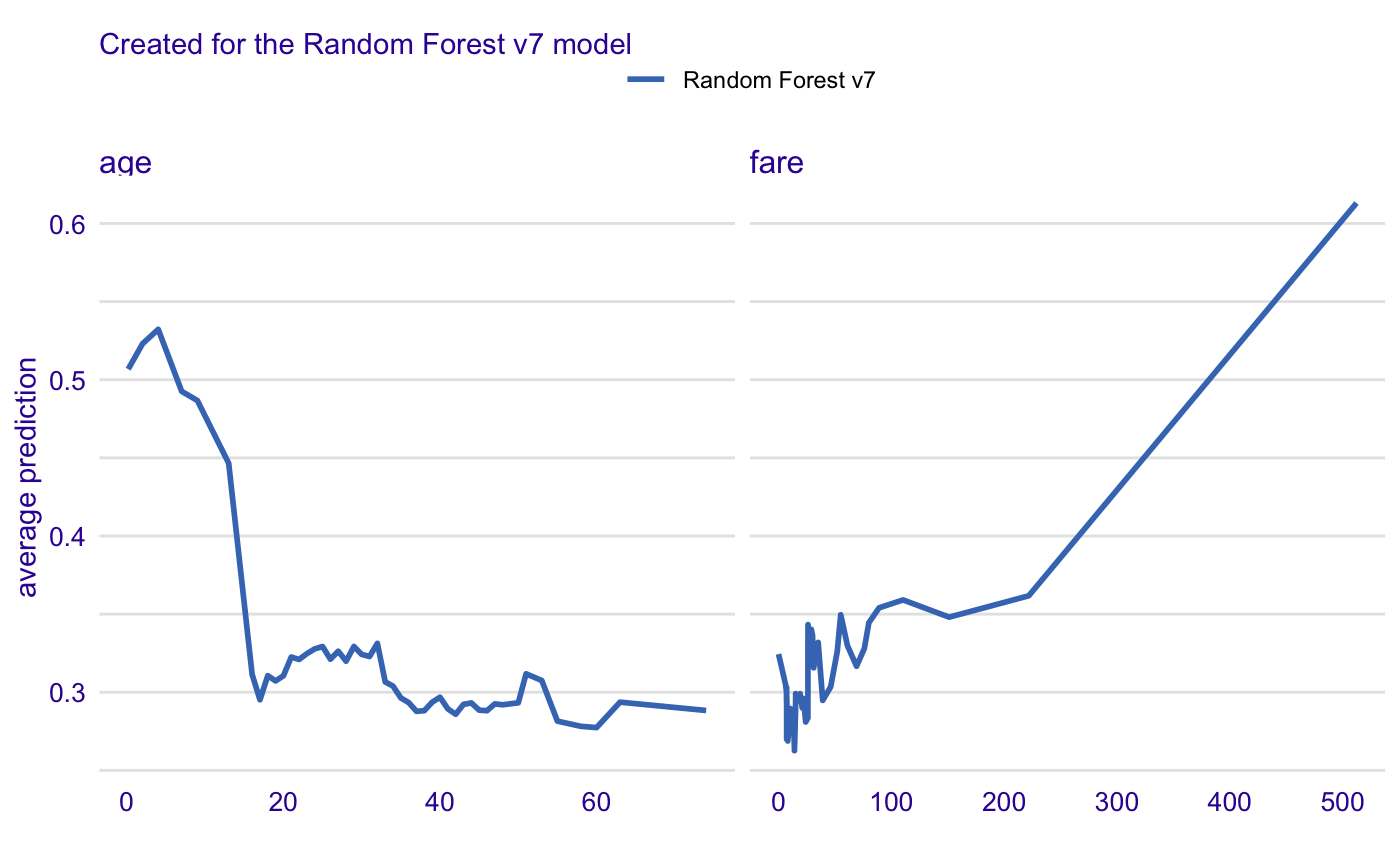 Created for the Random Forest v7 model
Random Forest v7
age
fare
average prediction
0.6
0.5
0.4
0.3
0 20 40 60
0 100 200 300 400 500